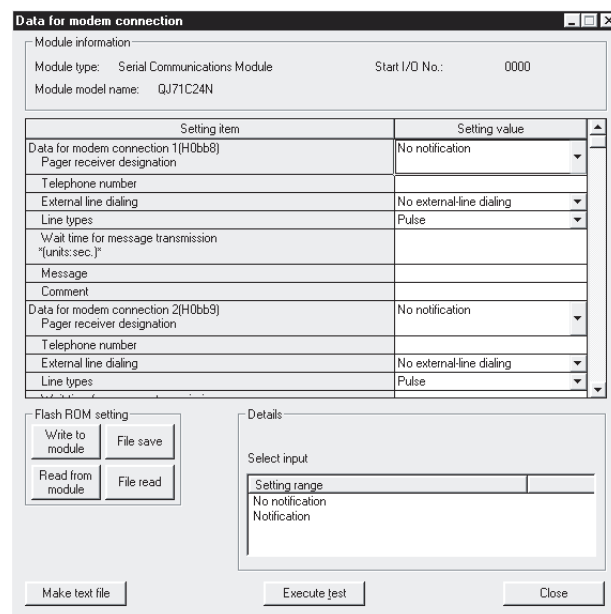 Data for modem connection
Module information
Module type: Serial Communications Module Start I/O No.: 0000
Module model name: QJ71C24N
Setting item Setting value
Data for modem connection 1(H0bb8) No notification
Pager receiver designation
Telephone number
External line dialing No external-line dialing
Line types Pulse
Wait time for message transmission
*(units:sec.)*
Message
Comment
Data for modem connection 2(H0bb9) No notification
Pager receiver designation
Telephone number
External line dialing No external-line dialing
Line types Pulse
Flash ROM setting
Write to module
File save
Read from module
File read
Details
Select input
Setting range
No notification
Notification
Make text file Execute test Close